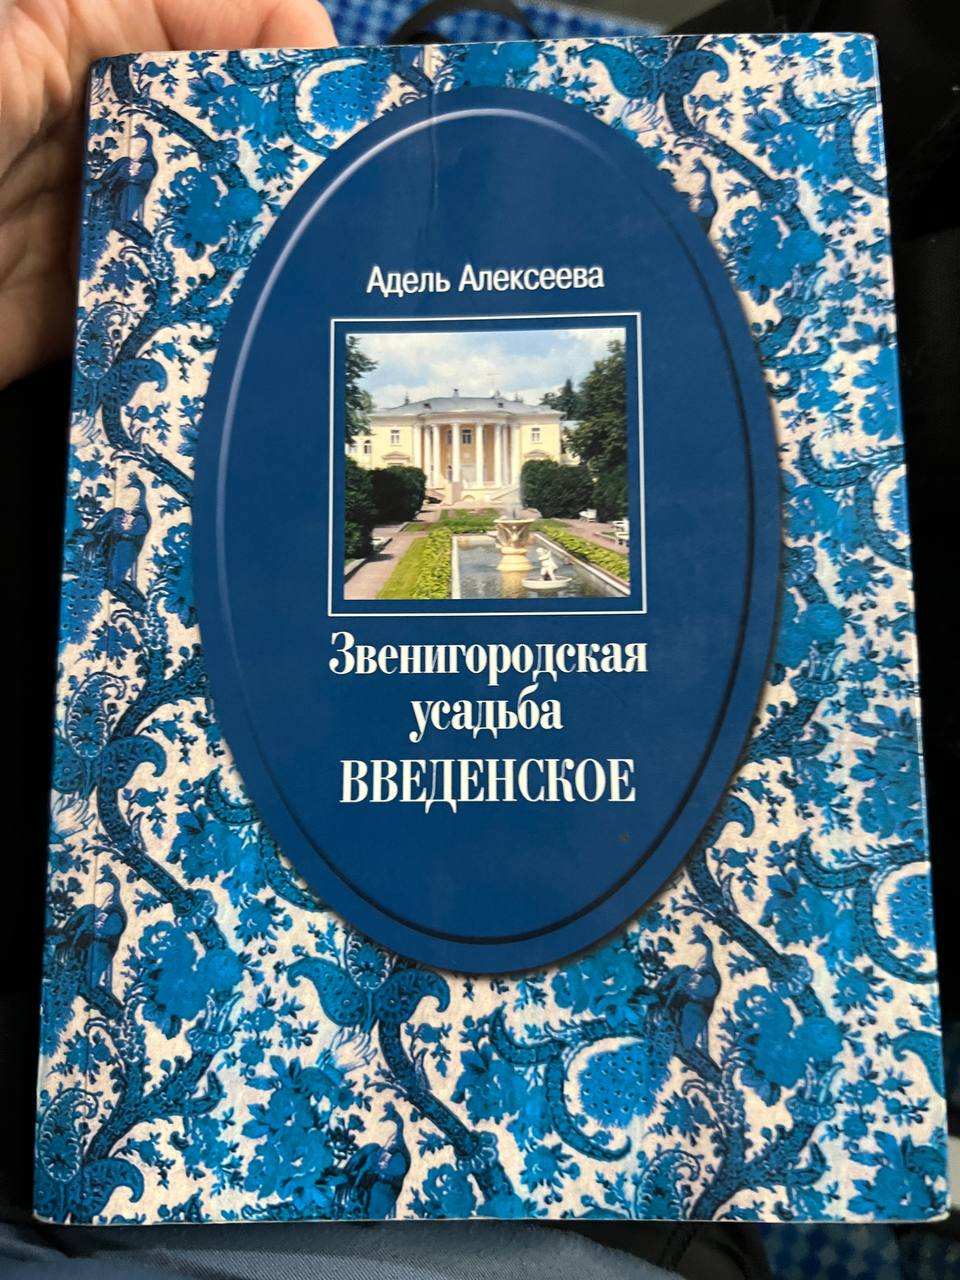 Адель Алексеева
Звенигородская
усадьба
ВВЕДЕНСКОЕ